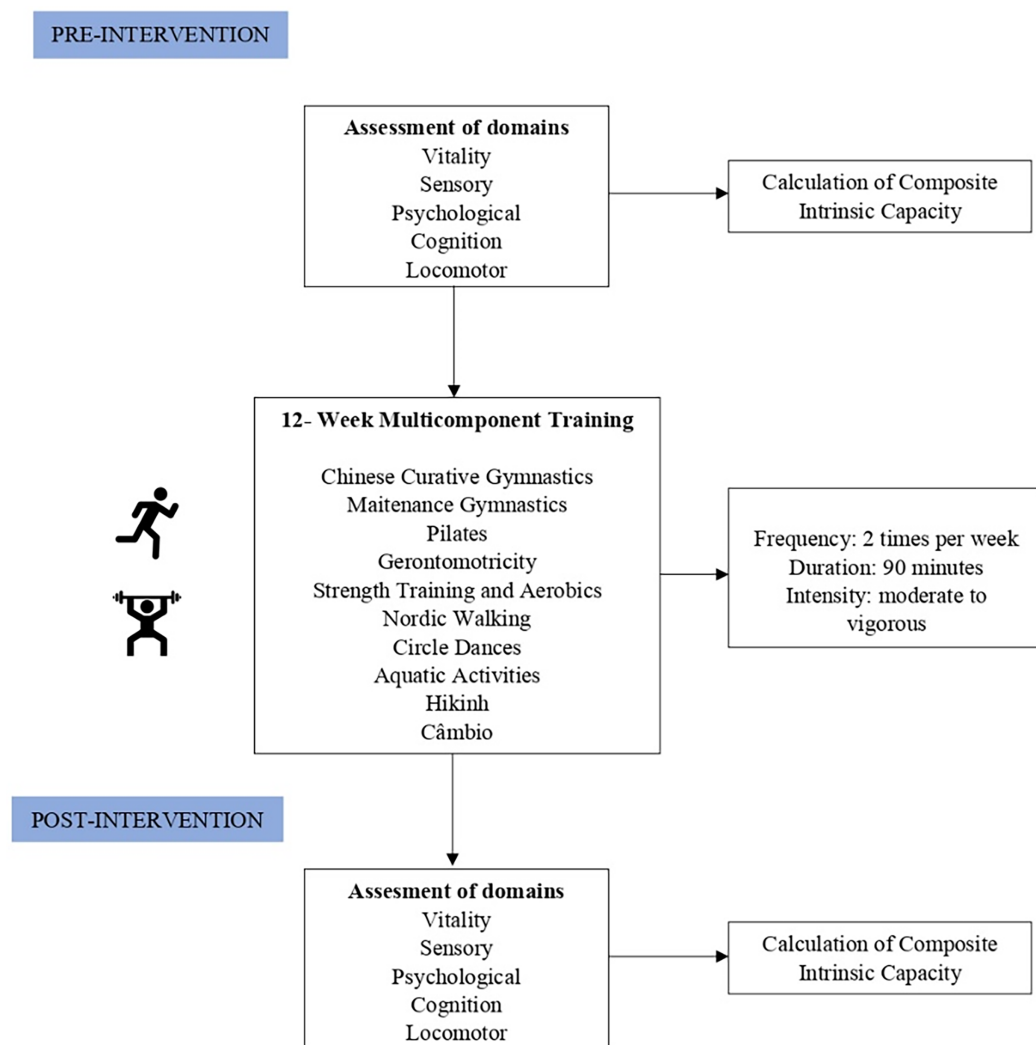 PRE-INTERVENTION
Assessment of domains
Vitality
Sensory
Psychological
Cognition
Locomotor
Calculation of Composite
Intrinsic Capacity
12- Week Multicomponent Training
Chinese Curative Gymnastics
Maitenance Gymnastics
Pilates
Gerontomotricity
Strength Training and Aerobics
Nordic Walking
Circle Dances
Aquatic Activities
Hikinh
Câmbio
Frequency: 2 times per week
Duration: 90 minutes
Intensity: moderate to
vigorous
POST-INTERVENTION
Assesment of domains
Vitality
Sensory
Psychological
Cognition
Locomotor
Calculation of Composite
Intrinsic Capacity